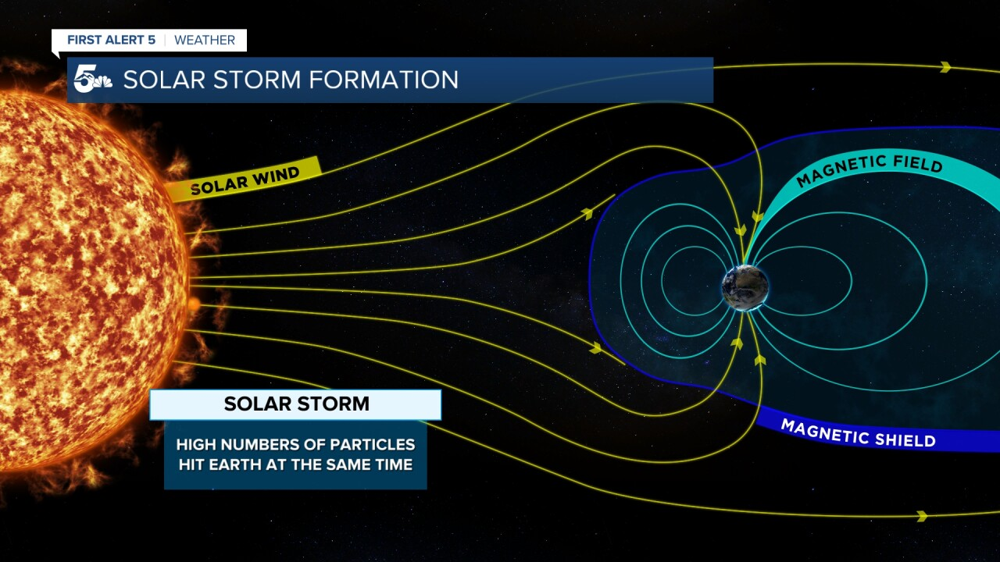 FIRST ALERT 5 | WEATHER
5 SOLAR STORM FORMATION
SOLAR WIND
MAGNETIC FIELD
MAGNETIC SHIELD
SOLAR STORM
HIGH NUMBERS OF PARTICLES
HIT EARTH AT THE SAME TIME